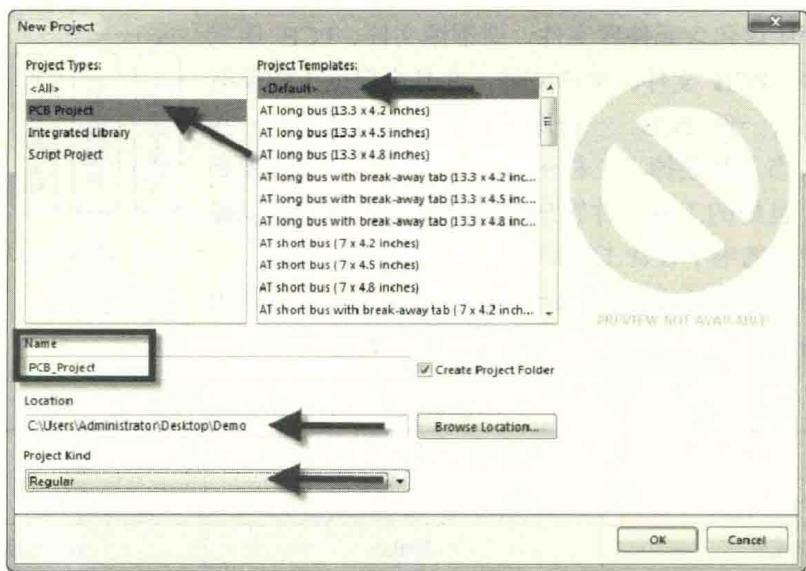 New Project
Project Types:
<All>
PCB Project
Integrated Library
Script Project
Project Templates:
<Default>
AT long bus (13.3 x 4.2 inches)
AT long bus (13.3 x 4.5 inches)
AT long bus (13.3 x 4.8 inches)
AT long bus with break-away tab (13.3 x 4.2 inc...
AT long bus with break-away tab (13.3 x 4.5 inc...
AT long bus with break-away tab (13.3 x 4.8 inc...
AT short bus ( 7 x 4.2 inches)
AT short bus ( 7 x 4.5 inches)
AT short bus ( 7 x 4.8 inches)
AT short bus with break-away tab ( 7 x 4.2 inch...
PREVIEW NOT AVAILABLE
Name
PCB_Project
Create Project Folder
Location
C:\Users\Administrator\Desktop\Demo
Browse Location...
Project Kind
Regular
OK
Cancel